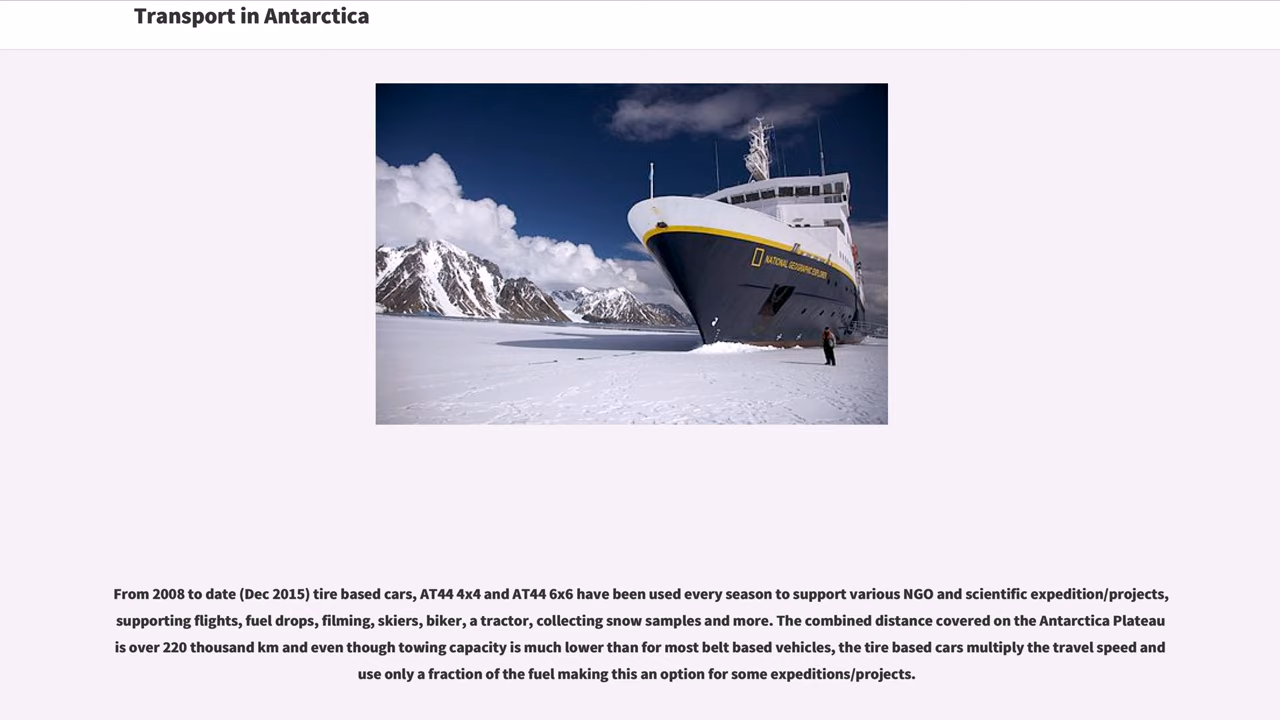 Transport in Antarctica
NATIONAL GEOGRAPHIC EXPLORER
From 2008 to date (Dec 2015) tire based cars, AT44 4x4 and AT44 6x6 have been used every season to support various NGO and scientific expedition/projects,
supporting flights, fuel drops, filming, skiers, biker, a tractor, collecting snow samples and more. The combined distance covered on the Antarctica Plateau
is over 220 thousand km and even though towing capacity is much lower than for most belt based vehicles, the tire based cars multiply the travel speed and
use only a fraction of the fuel making this an option for some expeditions/projects.